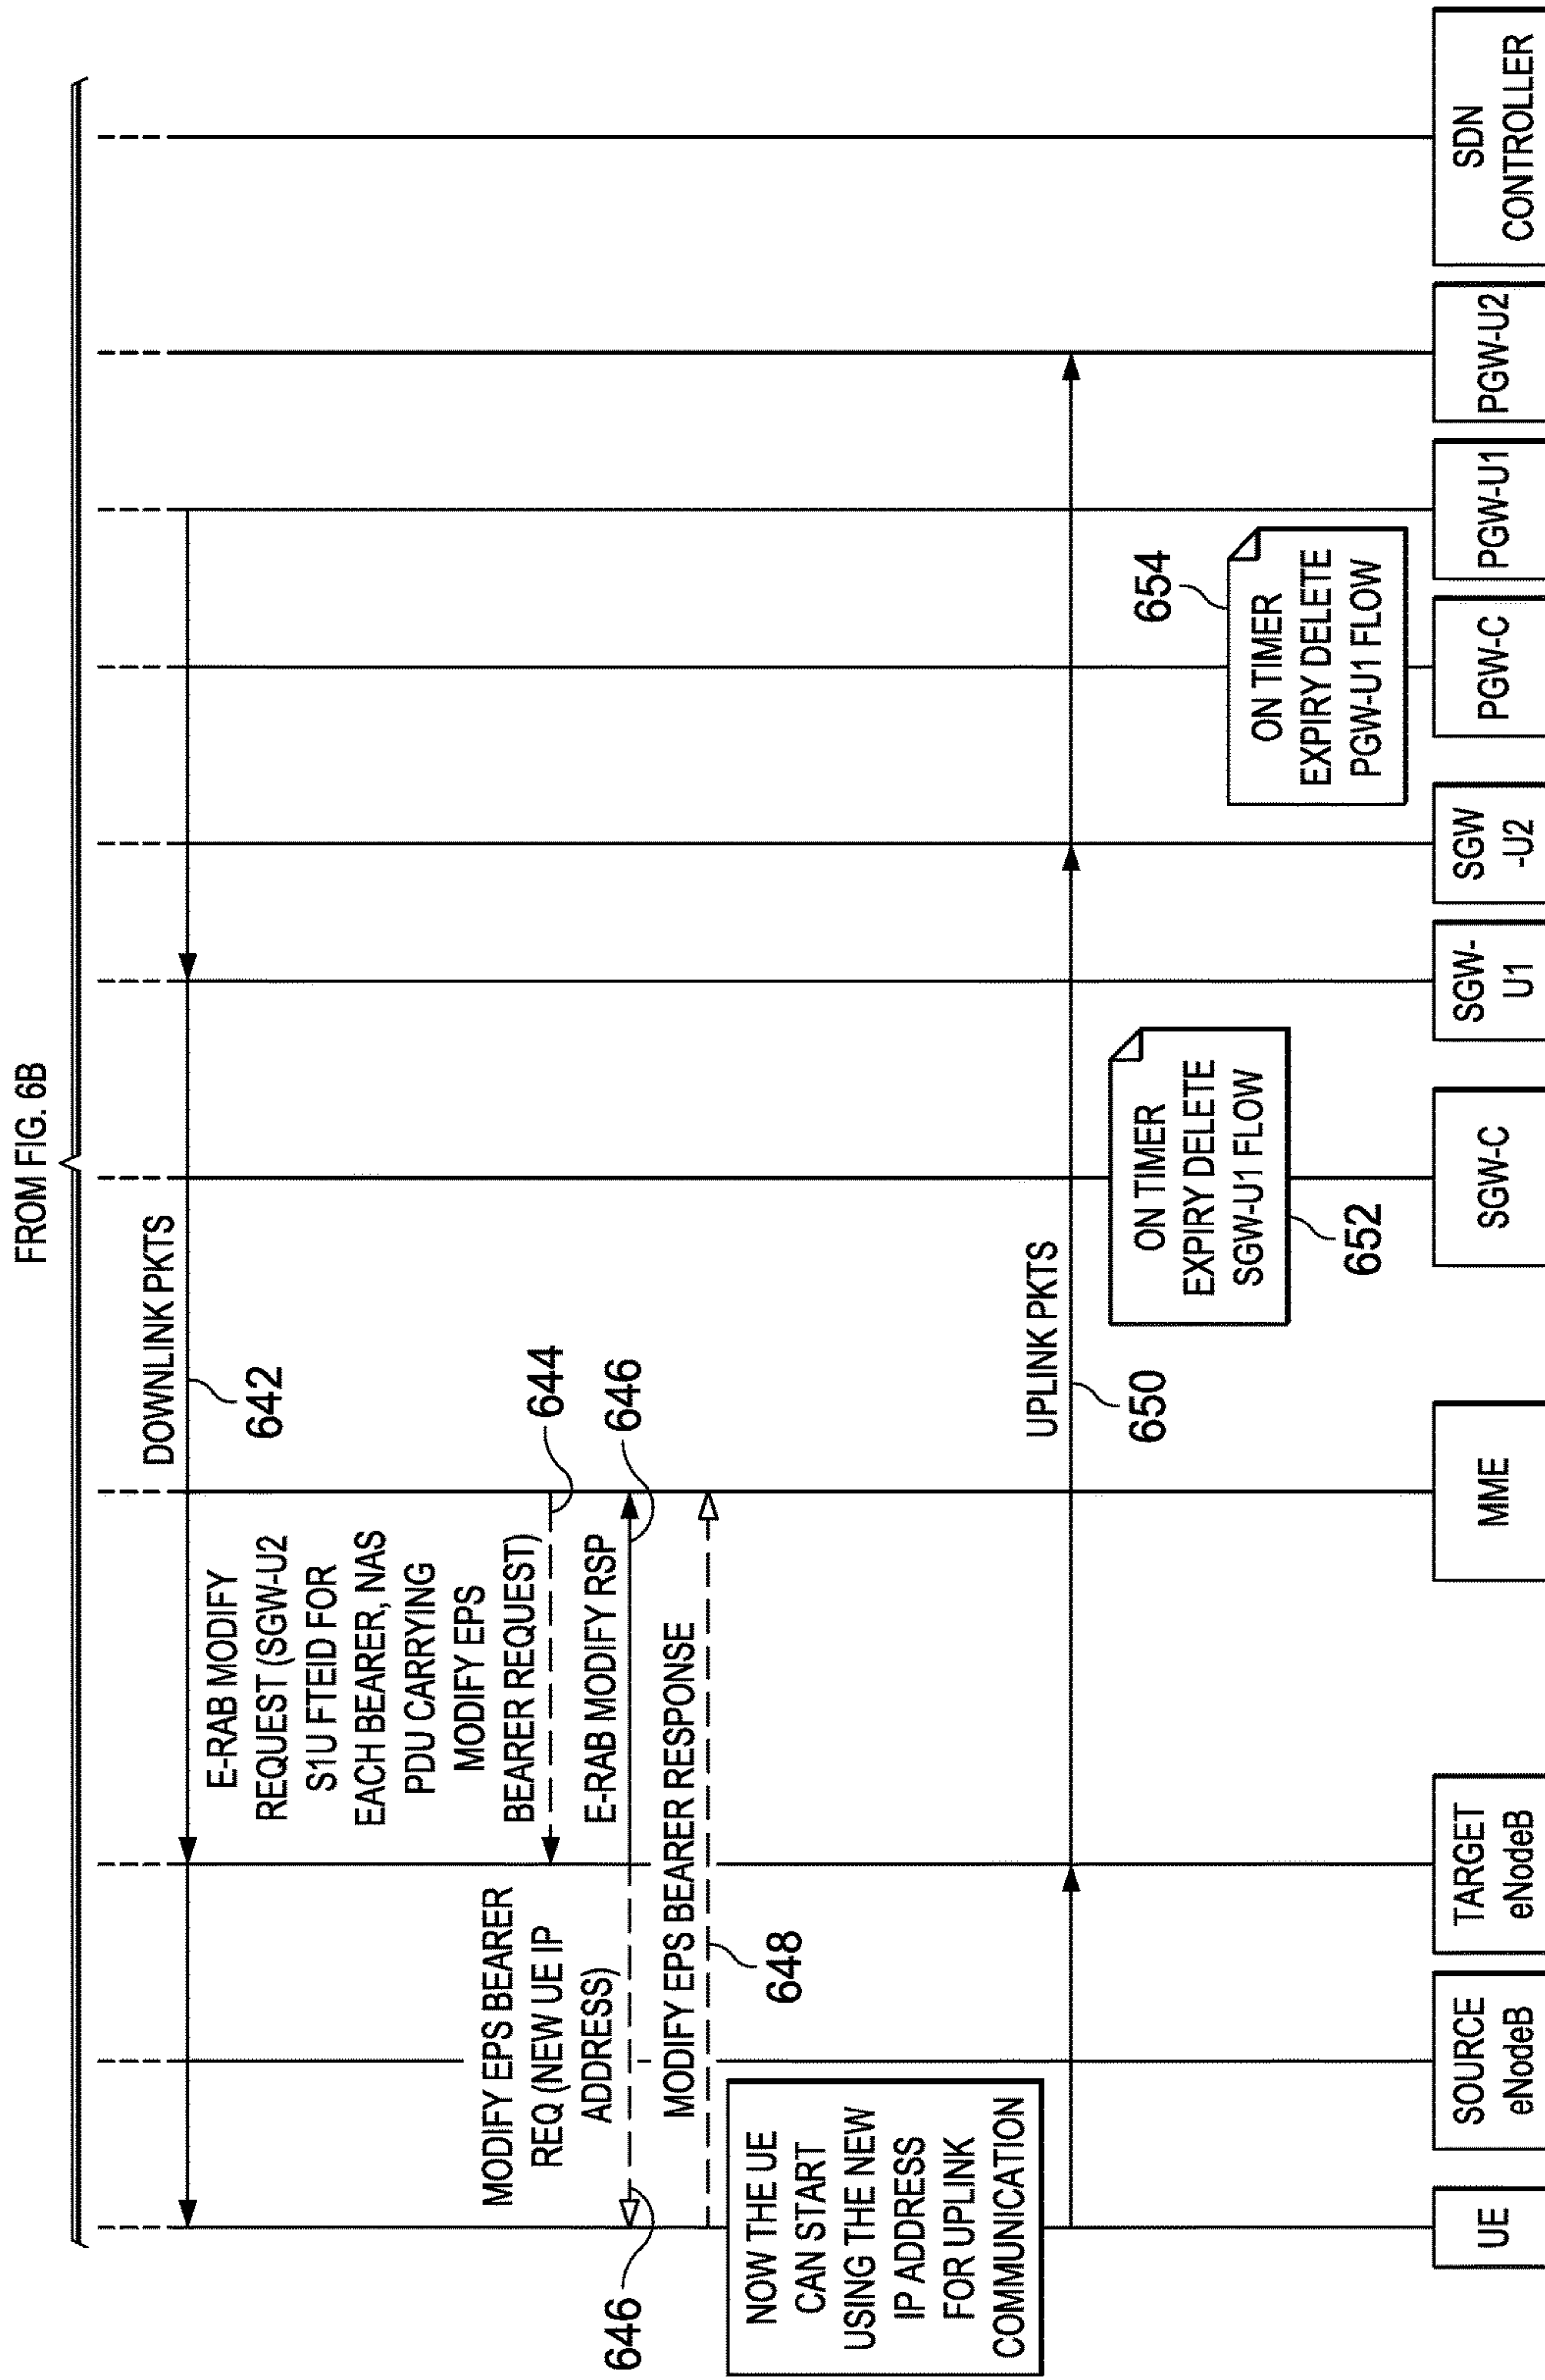 FROM FIG. 6B
DOWNLINK PKTS
642
E-RAB MODIFY
REQUEST (SGW-U2
S1U FTEID FOR
EACH BEARER, NAS
PDU CARRYING
MODIFY EPS
BEARER REQUEST)
644
MODIFY EPS BEARER
REQ (NEW UE IP
ADDRESS)
646
E-RAB MODIFY RSP
646
MODIFY EPS BEARER RESPONSE
648
NOW THE UE
CAN START
USING THE NEW
IP ADDRESS
FOR UPLINK
COMMUNICATION
UPLINK PKTS
650
ON TIMER
EXPIRY DELETE
SGW-U1 FLOW
652
ON TIMER
EXPIRY DELETE
PGW-U1 FLOW
654
UE
SOURCE
eNodeB
TARGET
eNodeB
MME
SGW-C
SGW-
U1
SGW
-U2
PGW-C
PGW-U1
PGW-U2
SDN
CONTROLLER